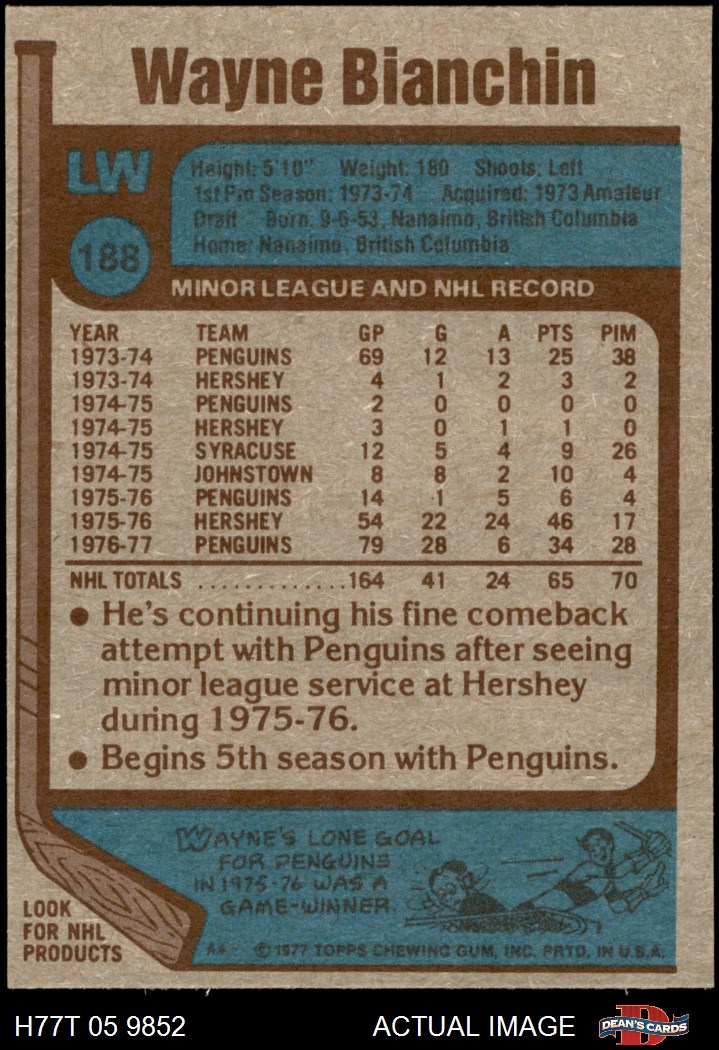 Wayne Bianchin
LW
188
Height: 5'10" Weight: 180 Shoots: Left
1st Pro Season: 1973-74 Acquired: 1973 Amateur
Draft Born: 9-6-53, Nanaimo, British Columbia
Home: Nanaimo, British Columbia
MINOR LEAGUE AND NHL RECORD
YEAR TEAM GP G A PTS PIM
1973-74 PENGUINS 69 12 13 25 38
1973-74 HERSHEY 4 1 2 3 2
1974-75 PENGUINS 2 0 0 0 0
1974-75 HERSHEY 3 0 1 1 0
1974-75 SYRACUSE 12 5 4 9 26
1974-75 JOHNSTOWN 8 8 2 10 4
1975-76 PENGUINS 14 1 5 6 4
1975-76 HERSHEY 54 22 24 46 17
1976-77 PENGUINS 79 28 6 34 28
NHL TOTALS .............164 41 24 65 70
● He's continuing his fine comeback
attempt with Penguins after seeing
minor league service at Hershey
during 1975-76.
● Begins 5th season with Penguins.
WAYNE'S LONE GOAL
FOR PENGUINS
IN 1975-76 WAS A
GAME-WINNER.
LOOK
FOR NHL
PRODUCTS
A4 © 1977 TOPPS CHEWING GUM, INC. PRTD. IN U.S.A.
H77T 05 9852 ACTUAL IMAGE
D
DEAN'S CARDS